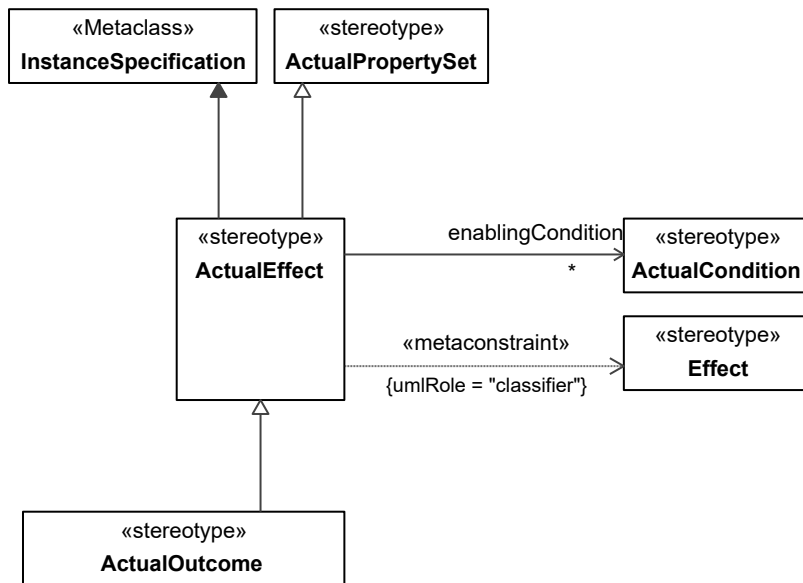 «Metaclass»
InstanceSpecification
«stereotype»
ActualPropertySet
«stereotype»
ActualEffect
enablingCondition
*
«stereotype»
ActualCondition
«metaconstraint»
{umlRole = "classifier"}
«stereotype»
Effect
«stereotype»
ActualOutcome